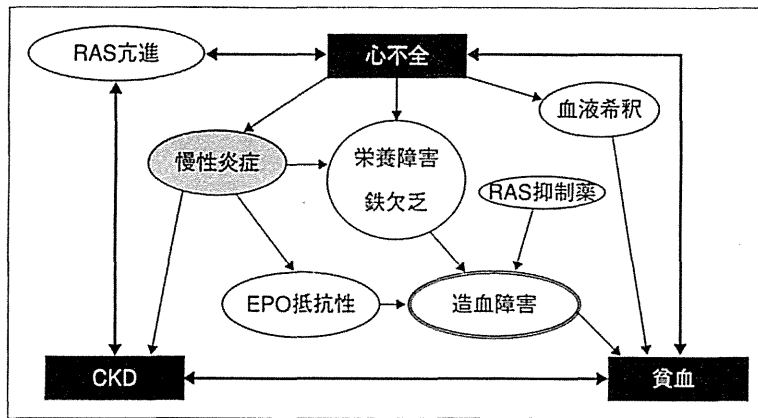 RAS亢進
心不全
血液希釈
慢性炎症
栄養障害
鉄欠乏
RAS抑制薬
EPO抵抗性
造血障害
CKD
貧血